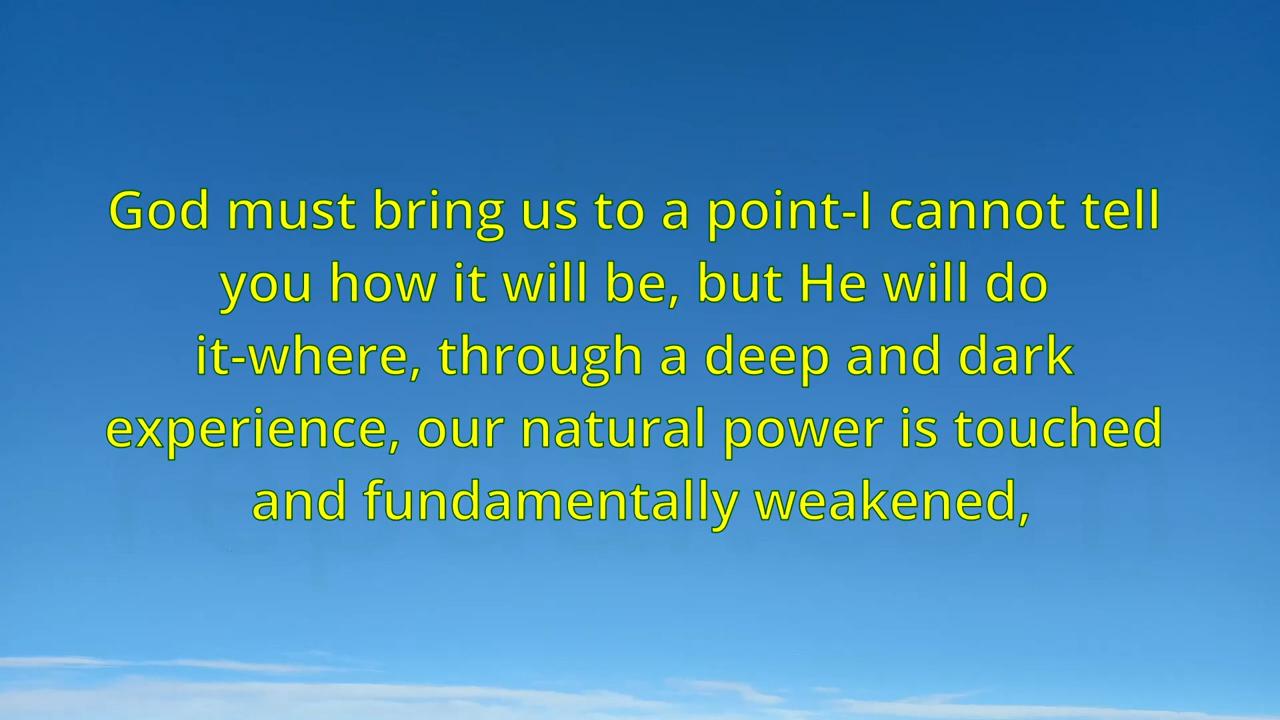 God must bring us to a point-I cannot tell
you how it will be, but He will do
it-where, through a deep and dark
experience, our natural power is touched
and fundamentally weakened,